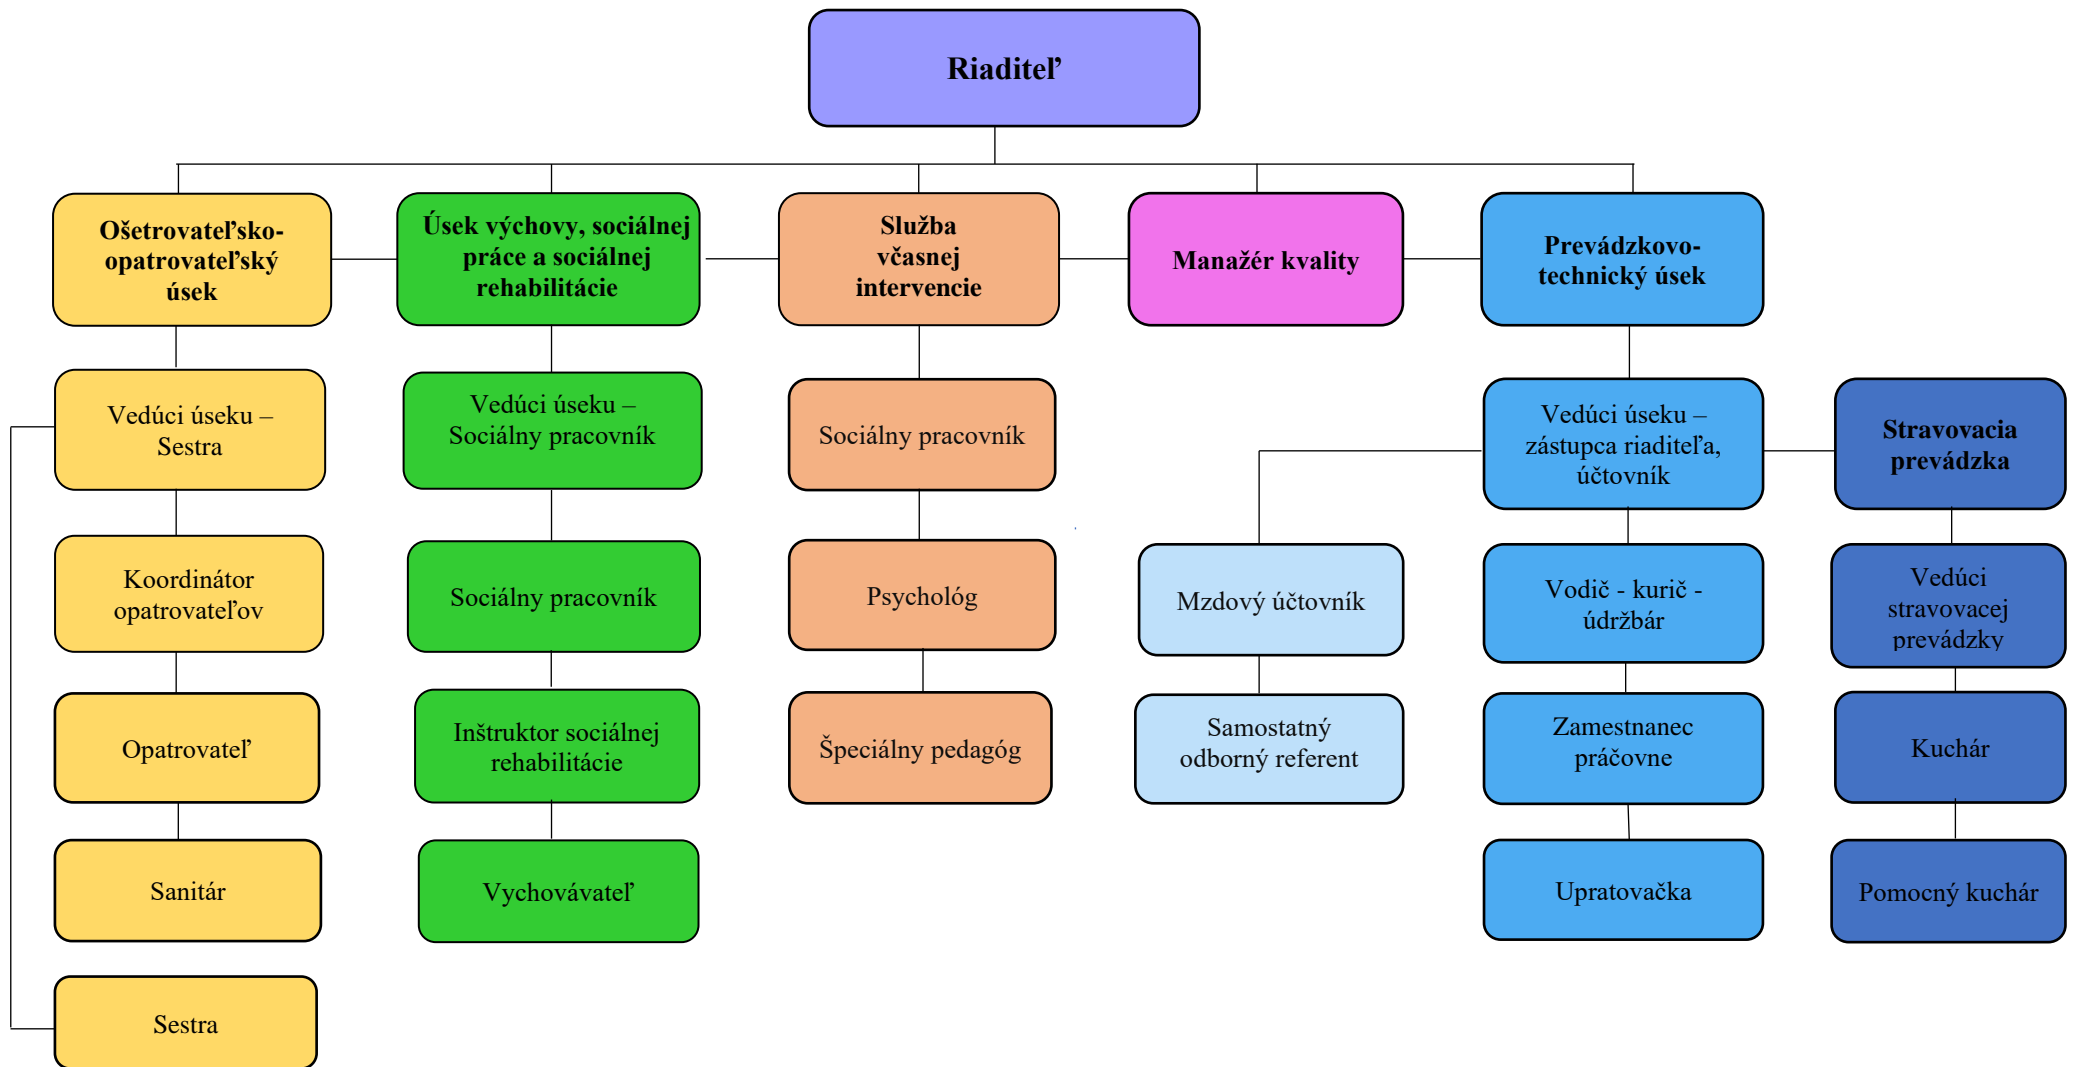 Riaditeľ
Ošetrovateľsko-
opatrovateľský
úsek
Úsek výchovy, sociálnej
práce a sociálnej
rehabilitácie
Služba
včasnej
intervencie
Manažér kvality
Prevádzkovo-
technický úsek
Vedúci úseku –
Sestra
Vedúci úseku –
Sociálny pracovník
Sociálny pracovník
Vedúci úseku –
zástupca riaditeľa,
účtovník
Stravovacia
prevádzka
Koordinátor
opatrovateľov
Sociálny pracovník
Psychológ
Mzdový účtovník
Vodič - kurič -
údržbár
Vedúci
stravovacej
prevádzky
Opatrovateľ
Inštruktor sociálnej
rehabilitácie
Špeciálny pedagóg
Samostatný
odborný referent
Zamestnanec
práčovne
Kuchár
Sanitár
Vychovávateľ
Upratovačka
Pomocný kuchár
Sestra